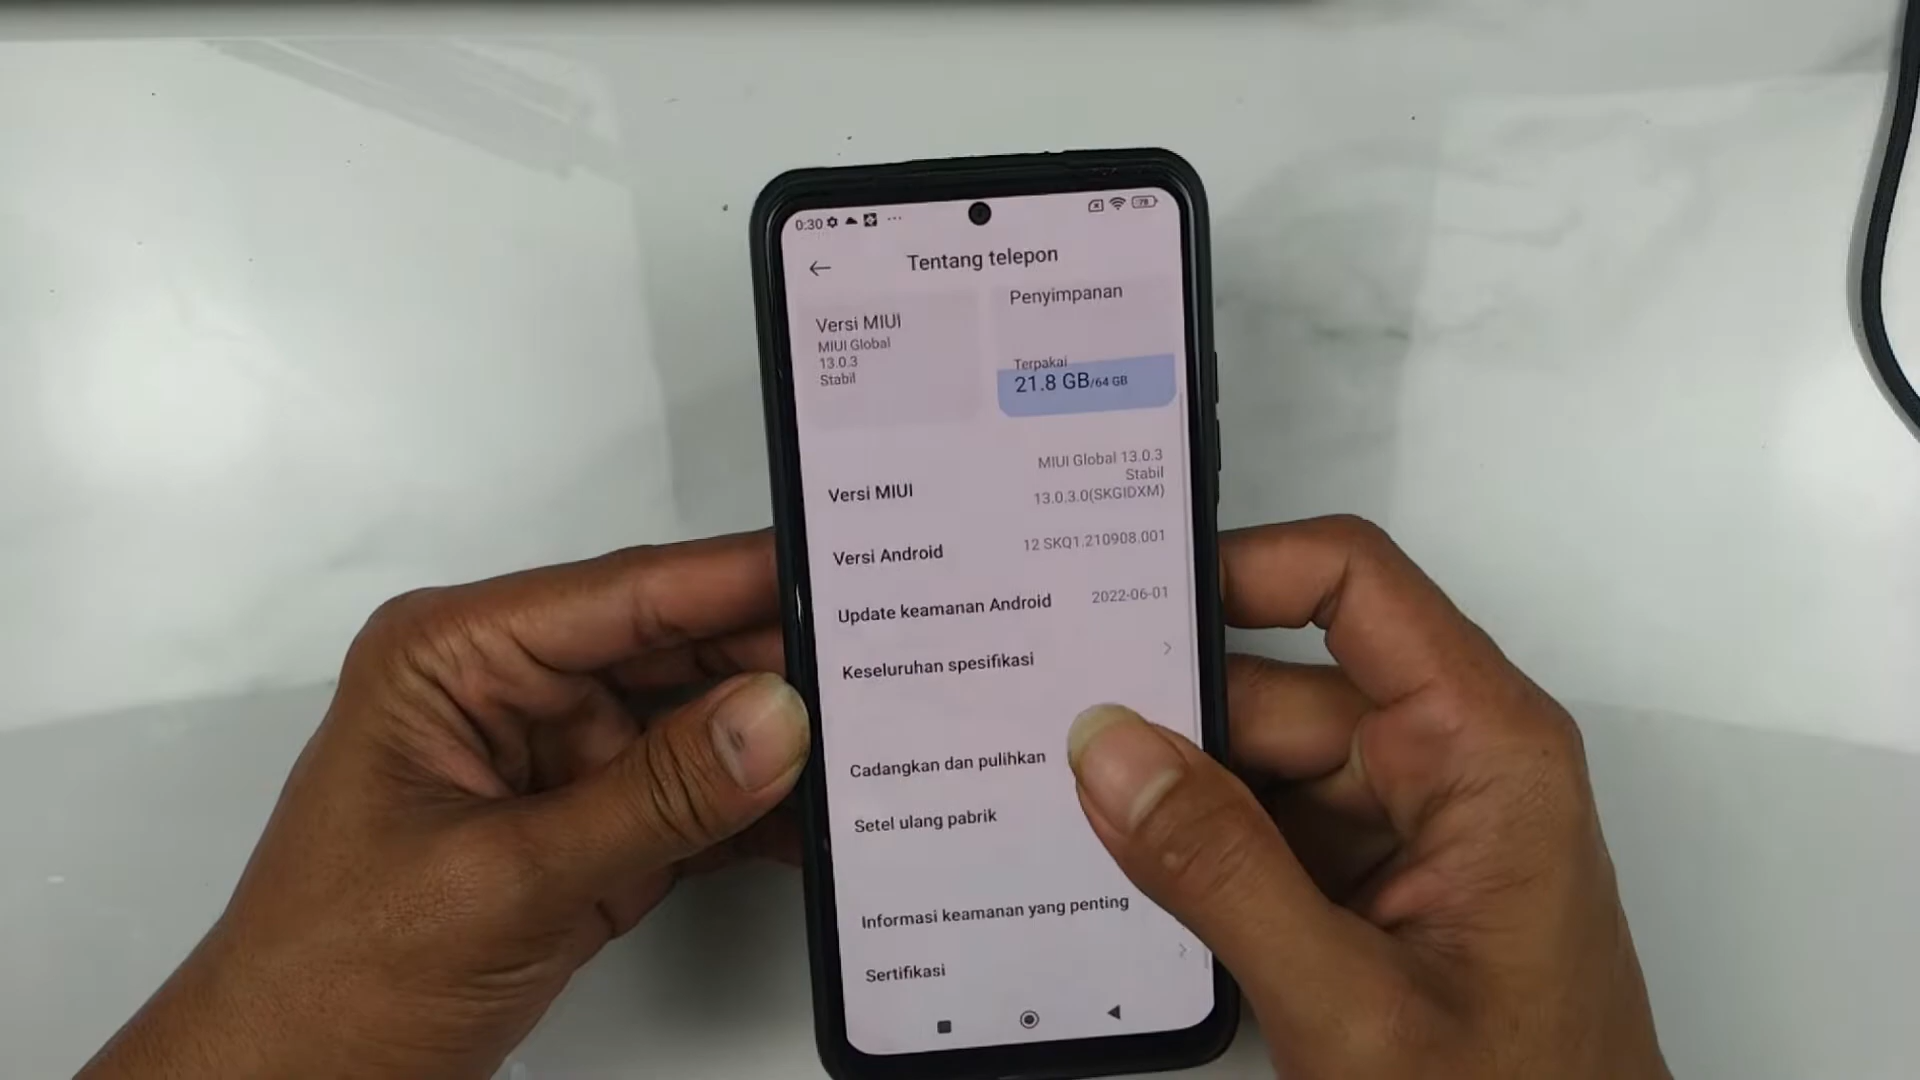 0:30
78
Tentang telepon
Versi MIUI
MIUI Global
13.0.3
Stabil
Penyimpanan
Terpakai
21.8 GB/64 GB
Versi MIUI
MIUI Global 13.0.3
Stabil
13.0.3.0(SKGIDXM)
Versi Android
12 SKQ1.210908.001
Update keamanan Android
2022-06-01
Keseluruhan spesifikasi
Cadangkan dan pulihkan
Setel ulang pabrik
Informasi keamanan yang penting
Sertifikasi